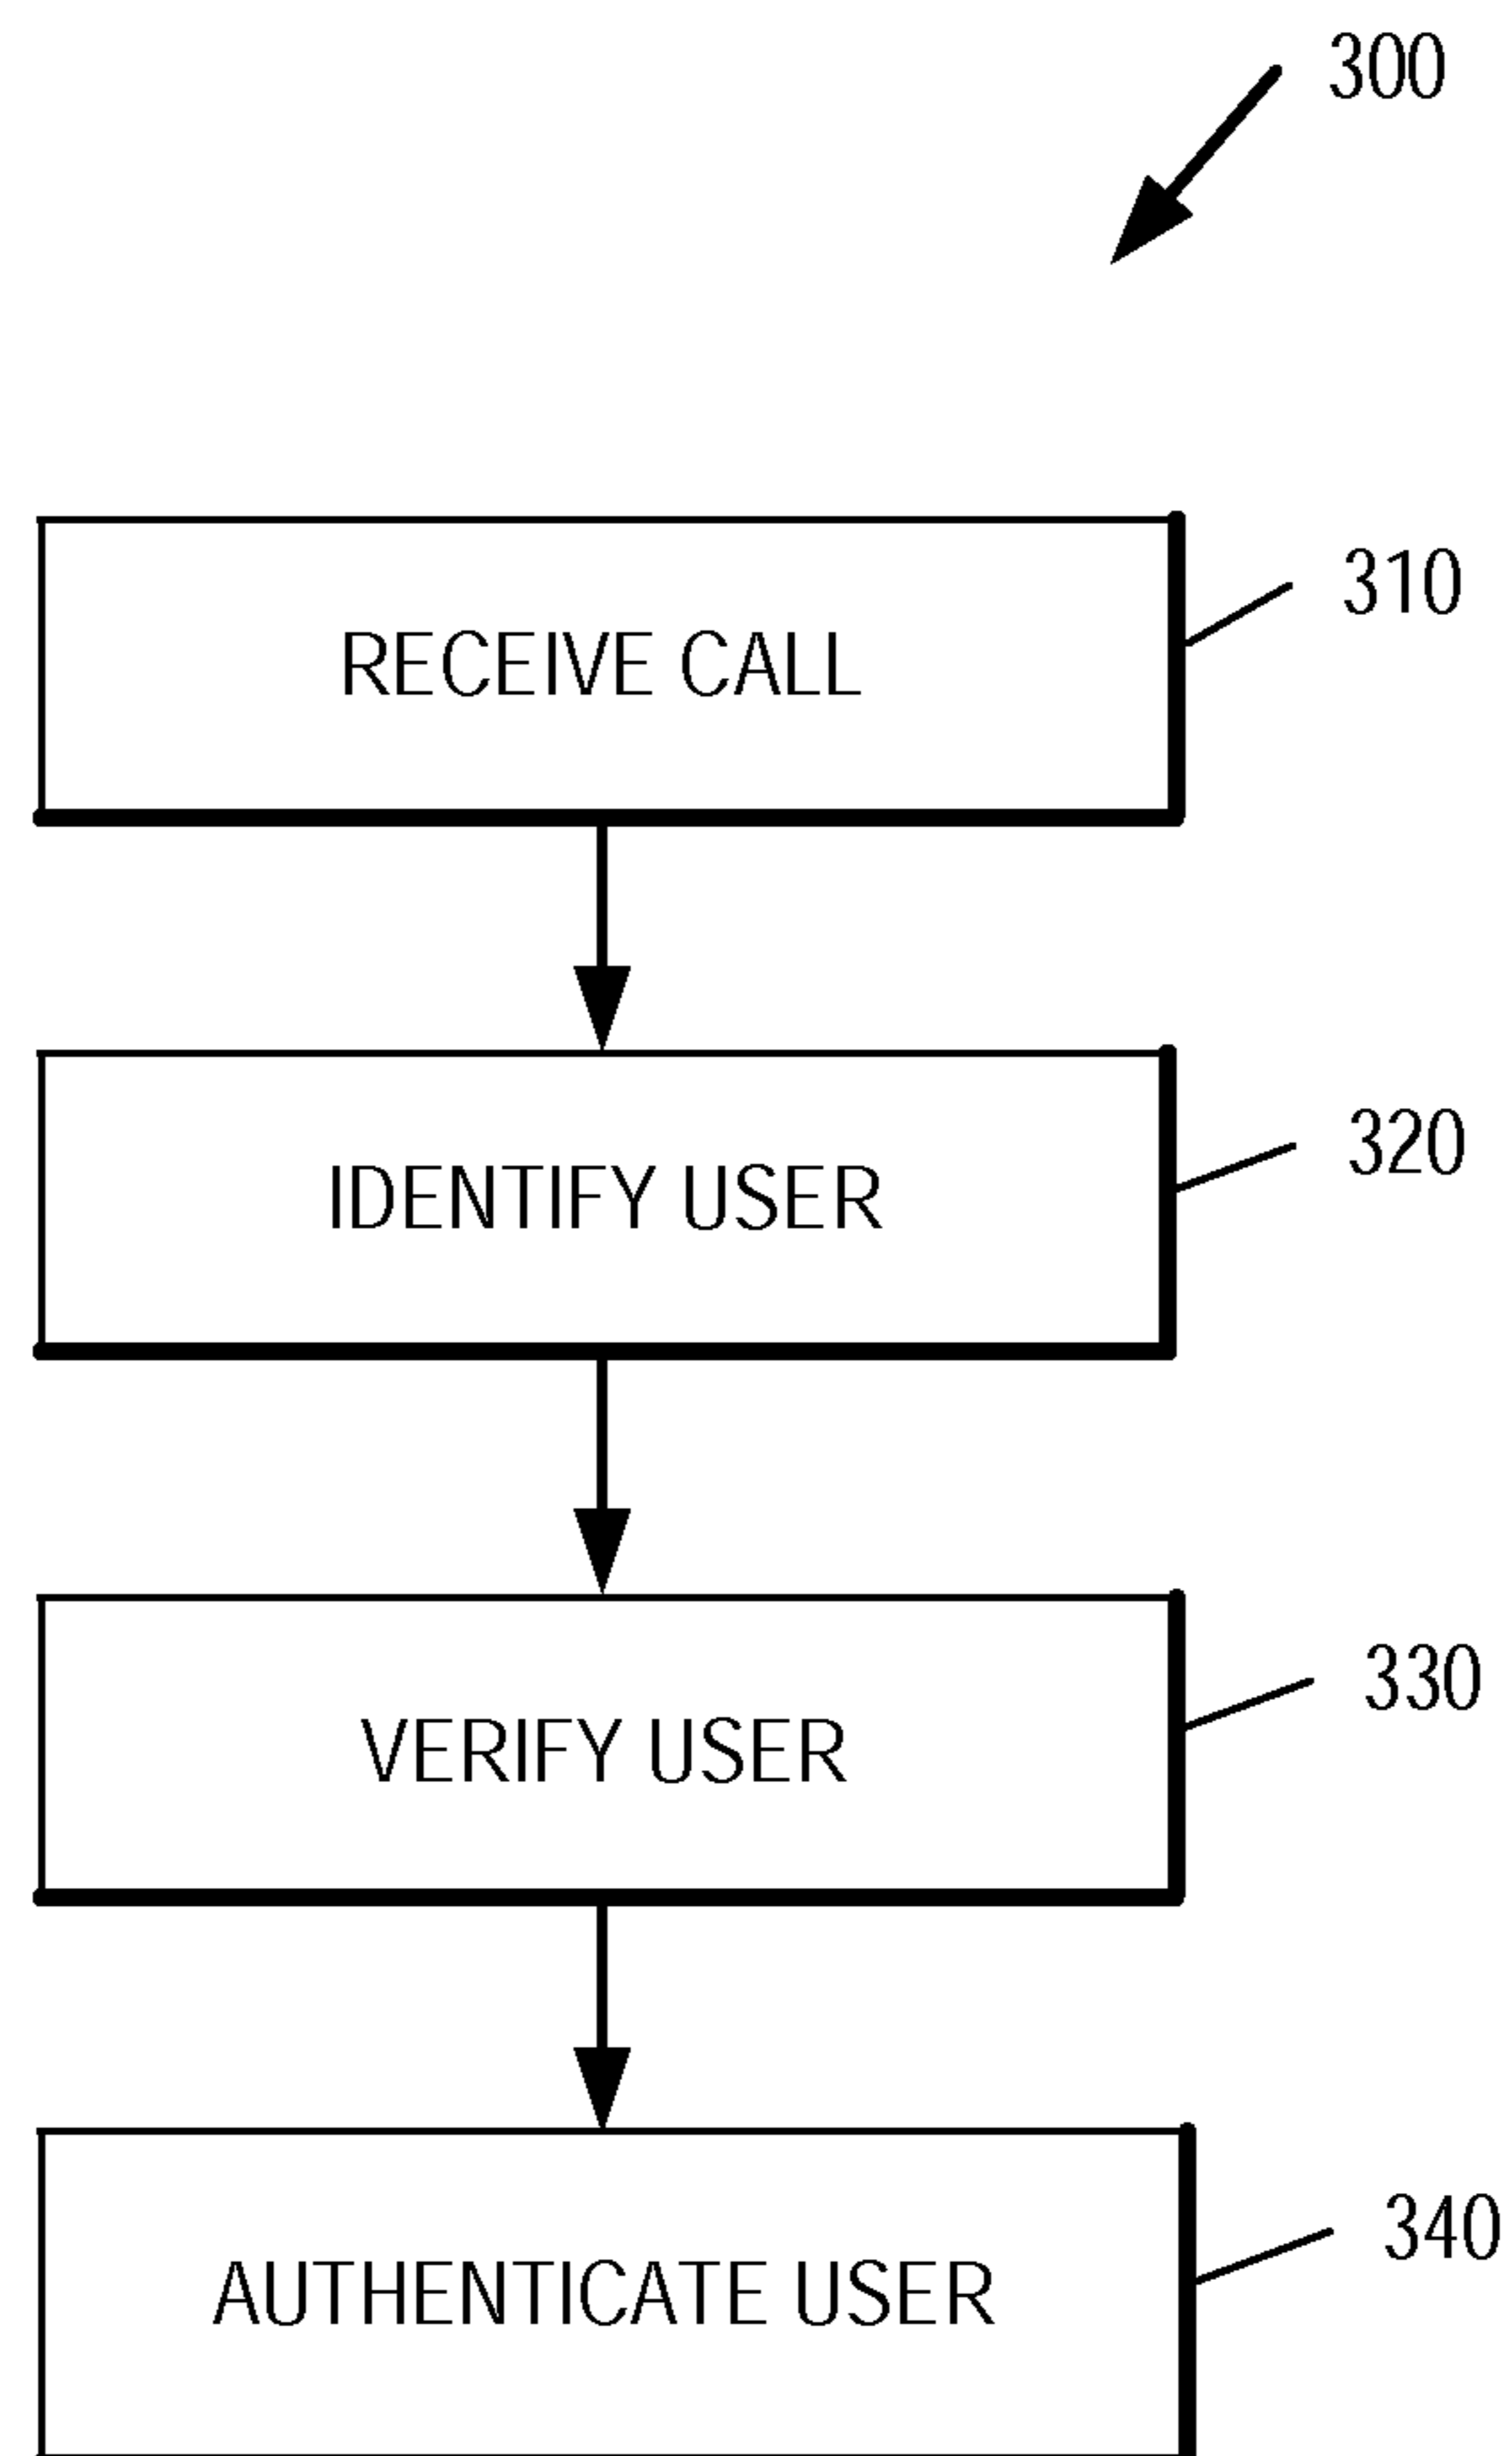 300
RECEIVE CALL
310
IDENTIFY USER
320
VERIFY USER
330
AUTHENTICATE USER
340